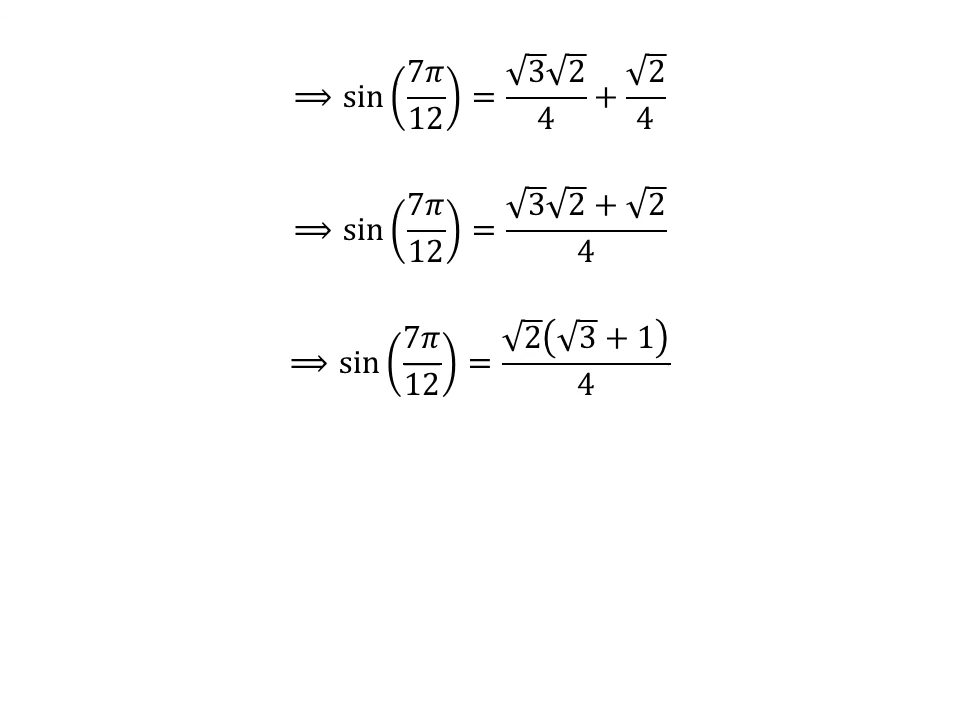 ⟹ sin(7π/12) = √3√2/4 + √2/4
⟹ sin(7π/12) = (√3√2 + √2)/4
⟹ sin(7π/12) = √2(√3 + 1)/4